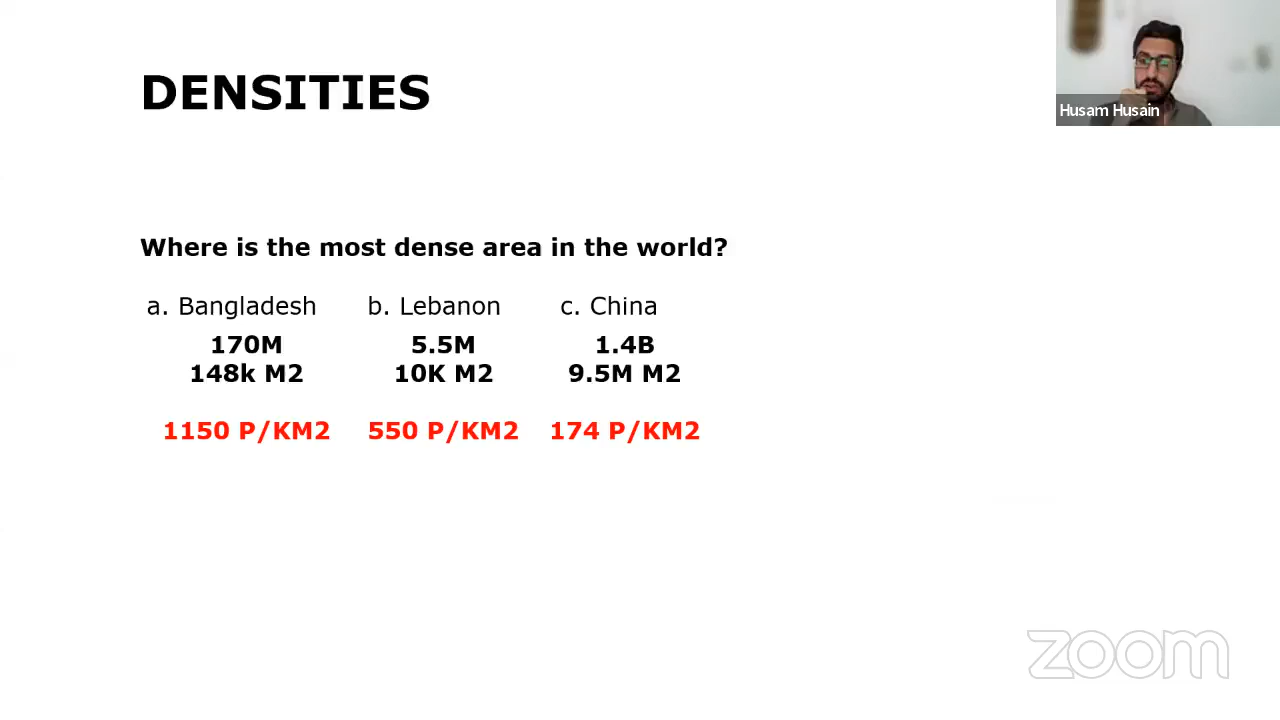 DENSITIES
Husam Husain
Where is the most dense area in the world?
a. Bangladesh b. Lebanon c. China
170M 5.5M 1.4B
148k M2 10K M2 9.5M M2
1150 P/KM2 550 P/KM2 174 P/KM2
zoom